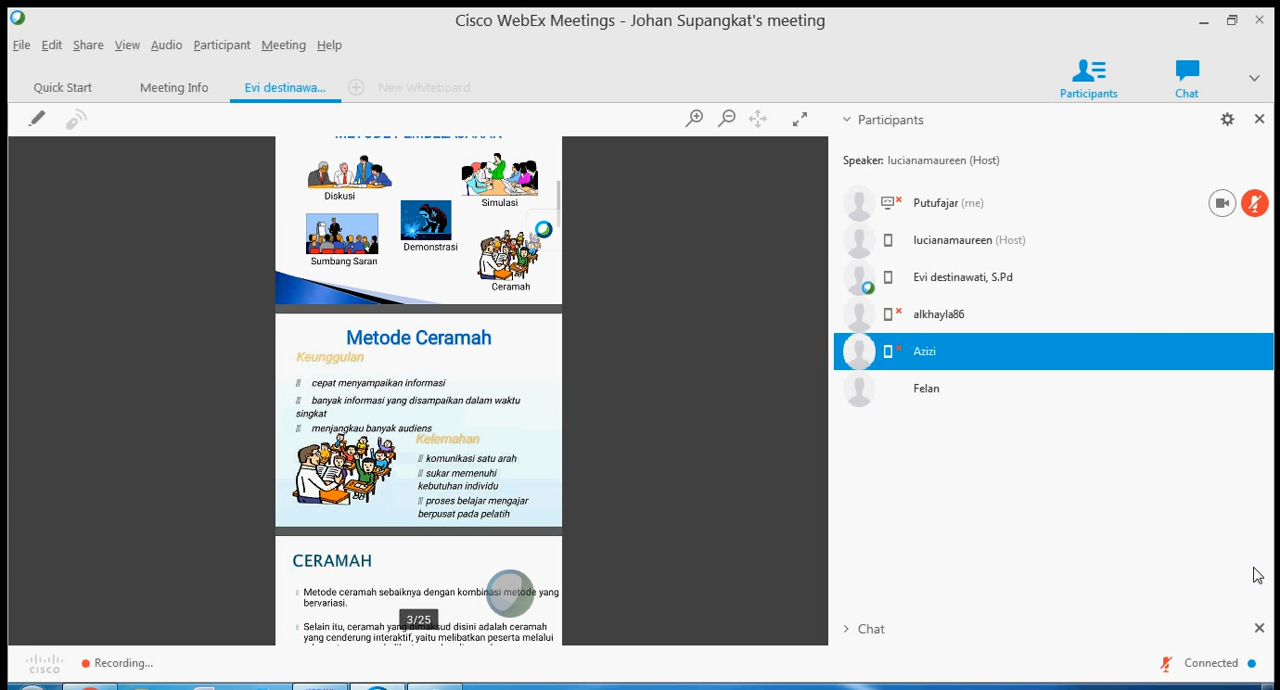 Cisco WebEx Meetings - Johan Supangkat's meeting
File Edit Share View Audio Participant Meeting Help
Quick Start Meeting Info Evi destinawa... New Whiteboard
Participants Chat
Participants
Speaker: lucianamaureen (Host)
Putufajar (me)
lucianamaureen (Host)
Evi destinawati, S.Pd
alkhayla86
Azizi
Felan
Chat
Diskusi
Simulasi
Sumbang Saran
Demonstrasi
Ceramah
Metode Ceramah
Keunggulan
cepat menyampaikan informasi
banyak informasi yang disampaikan dalam waktu
singkat
menjangkau banyak audiens
Kelemahan
komunikasi satu arah
sukar memenuhi
kebutuhan individu
proses belajar mengajar
berpusat pada pelatih
CERAMAH
Metode ceramah sebaiknya dengan kombinasi metode yang
bervariasi.
3/25
Selain itu, ceramah yang dimaksud disini adalah ceramah
yang cenderung interaktif, yaitu melibatkan peserta melalui
CISCO
Recording...
Connected